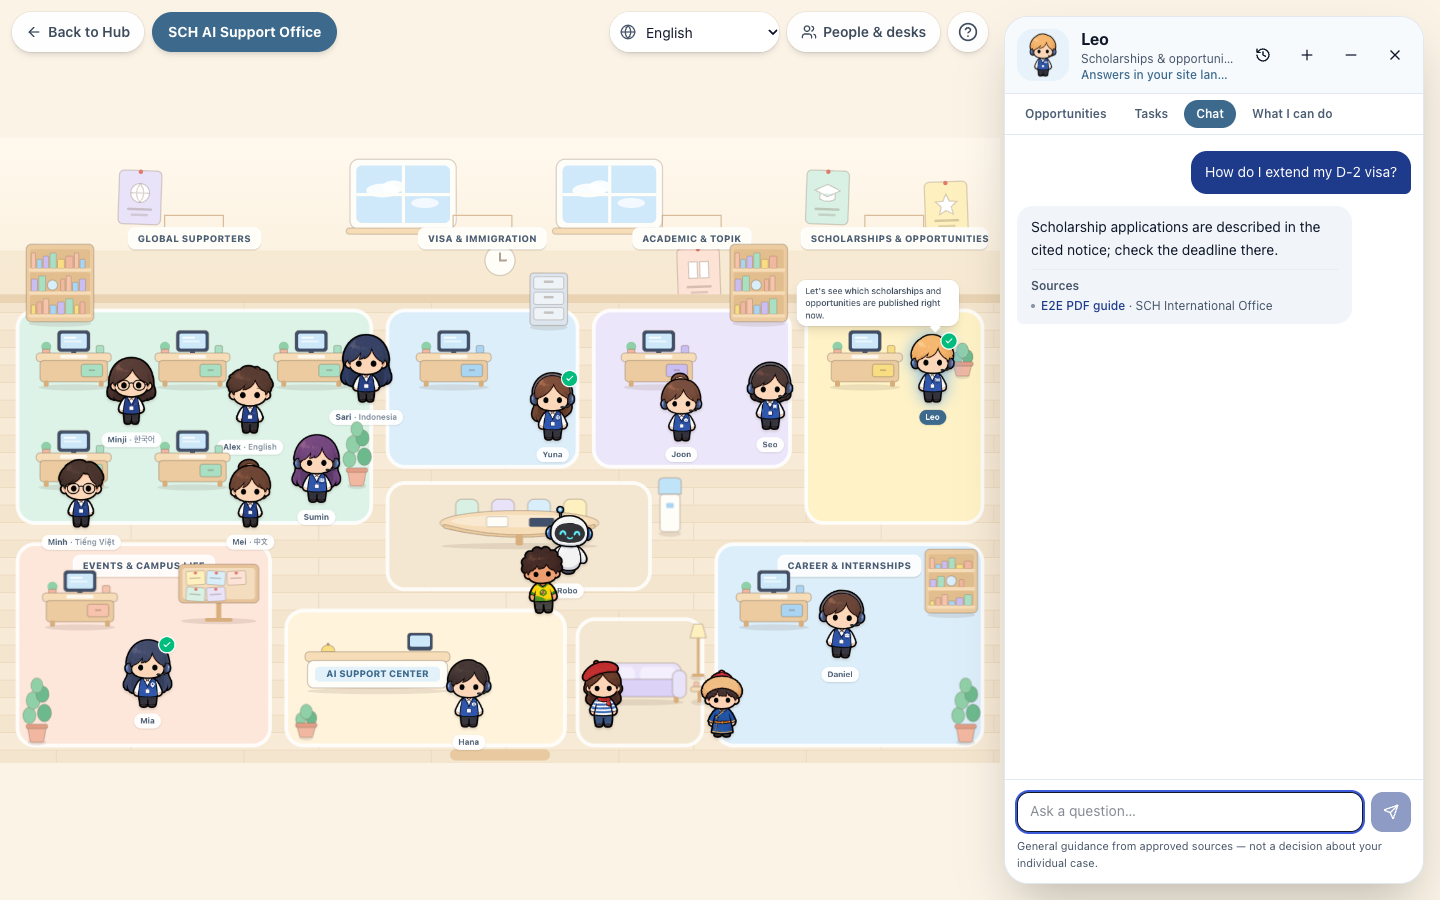 Back to Hub
SCH AI Support Office
English
People & desks
GLOBAL SUPPORTERS
VISA & IMMIGRATION
ACADEMIC & TOPIK
SCHOLARSHIPS & OPPORTUNITIES
Let's see which scholarships and
opportunities are published right
now.
Minji · 한국어
Alex · English
Sari · Indonesia
Yuna
Joon
Seo
Leo
Minh · Tiếng Việt
Mei · 中文
Sumin
Robo
EVENTS & CAMPUS LIFE
CAREER & INTERNSHIPS
Mia
AI SUPPORT CENTER
Hana
Daniel
Leo
Scholarships & opportuni...
Answers in your site lan...
Opportunities
Tasks
Chat
What I can do
How do I extend my D-2 visa?
Scholarship applications are described in the
cited notice; check the deadline there.
Sources
• E2E PDF guide · SCH International Office
Ask a question...
General guidance from approved sources — not a decision about your
individual case.